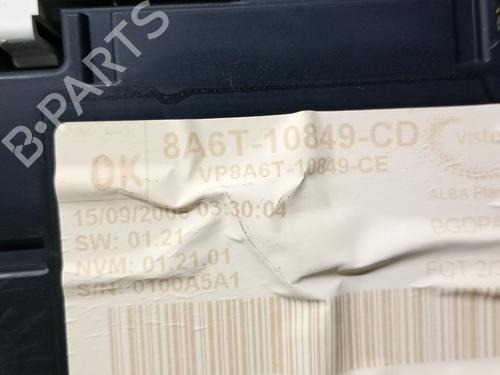 B-PARTS
8A6T-10849-CD
OK
VP8A6T-10849-CE
15/09/2008 03:30:04
ALBA
SW: 01.21
NVM: 01.21.01
S/N: 0100A5A1
FGT